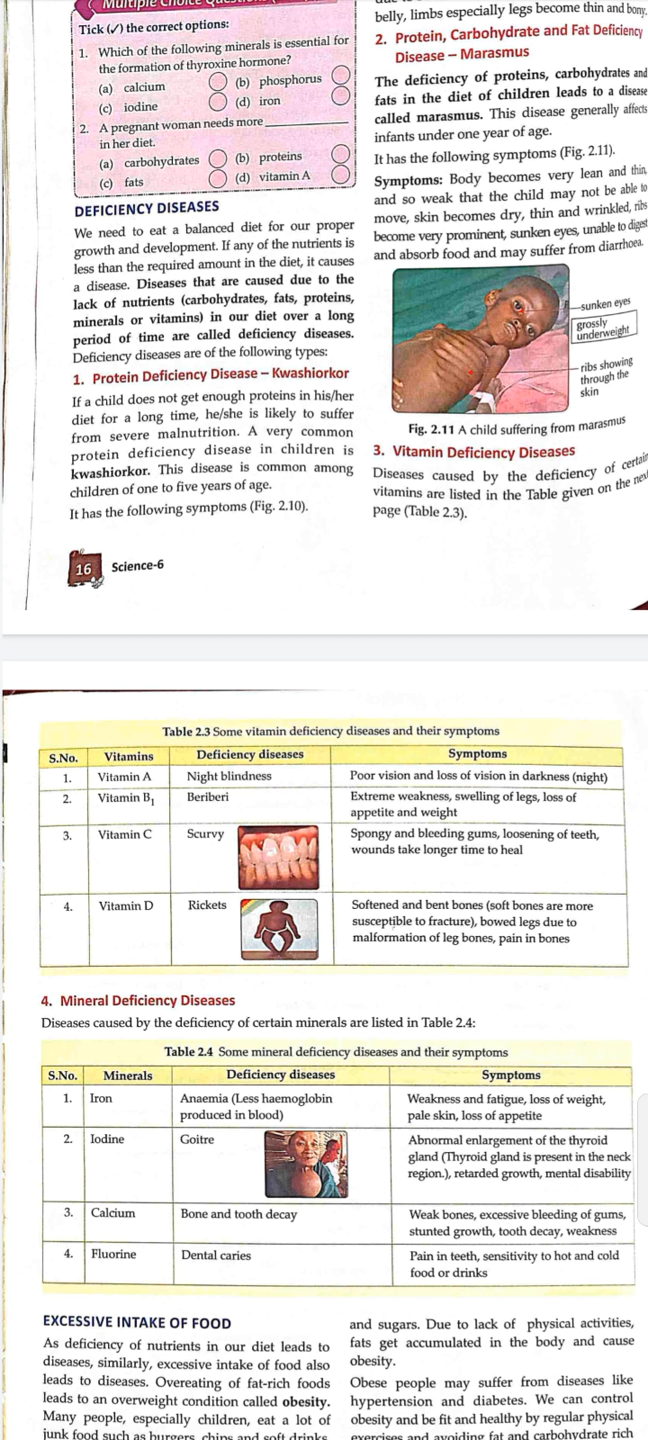 Multiple Choice Questions
Tick (✓) the correct options:
1. Which of the following minerals is essential for
the formation of thyroxine hormone?
(a) calcium (b) phosphorus
(c) iodine (d) iron
2. A pregnant woman needs more ____________
in her diet.
(a) carbohydrates (b) proteins
(c) fats (d) vitamin A
DEFICIENCY DISEASES
We need to eat a balanced diet for our proper
growth and development. If any of the nutrients is
less than the required amount in the diet, it causes
a disease. Diseases that are caused due to the
lack of nutrients (carbohydrates, fats, proteins,
minerals or vitamins) in our diet over a long
period of time are called deficiency diseases.
Deficiency diseases are of the following types:
1. Protein Deficiency Disease – Kwashiorkor
If a child does not get enough proteins in his/her
diet for a long time, he/she is likely to suffer
from severe malnutrition. A very common
protein deficiency disease in children is
kwashiorkor. This disease is common among
children of one to five years of age.
It has the following symptoms (Fig. 2.10).
16 Science-6
belly, limbs especially legs become thin and bony.
2. Protein, Carbohydrate and Fat Deficiency
Disease – Marasmus
The deficiency of proteins, carbohydrates and
fats in the diet of children leads to a disease
called marasmus. This disease generally affects
infants under one year of age.
It has the following symptoms (Fig. 2.11).
Symptoms: Body becomes very lean and thin,
and so weak that the child may not be able to
move, skin becomes dry, thin and wrinkled, ribs
become very prominent, sunken eyes, unable to digest
and absorb food and may suffer from diarrhoea.
sunken eyes
grossly
underweight
ribs showing
through the
skin
Fig. 2.11 A child suffering from marasmus
3. Vitamin Deficiency Diseases
Diseases caused by the deficiency of certain
vitamins are listed in the Table given on the
page (Table 2.3).
Table 2.3 Some vitamin deficiency diseases and their symptoms
S.No. Vitamins Deficiency diseases Symptoms
1. Vitamin A Night blindness Poor vision and loss of vision in darkness (night)
2. Vitamin B₁ Beriberi Extreme weakness, swelling of legs, loss of
appetite and weight
3. Vitamin C Scurvy Spongy and bleeding gums, loosening of teeth,
wounds take longer time to heal
4. Vitamin D Rickets Softened and bent bones (soft bones are more
susceptible to fracture), bowed legs due to
malformation of leg bones, pain in bones
4. Mineral Deficiency Diseases
Diseases caused by the deficiency of certain minerals are listed in Table 2.4:
Table 2.4 Some mineral deficiency diseases and their symptoms
S.No. Minerals Deficiency diseases Symptoms
1. Iron Anaemia (Less haemoglobin Weakness and fatigue, loss of weight,
produced in blood) pale skin, loss of appetite
2. Iodine Goitre Abnormal enlargement of the thyroid
gland (Thyroid gland is present in the neck
region.), retarded growth, mental disability
3. Calcium Bone and tooth decay Weak bones, excessive bleeding of gums,
stunted growth, tooth decay, weakness
4. Fluorine Dental caries Pain in teeth, sensitivity to hot and cold
food or drinks
EXCESSIVE INTAKE OF FOOD
As deficiency of nutrients in our diet leads to
diseases, similarly, excessive intake of food also
leads to diseases. Overeating of fat-rich foods
leads to an overweight condition called obesity.
Many people, especially children, eat a lot of
junk food such as burgers, chips and soft drinks
and sugars. Due to lack of physical activities,
fats get accumulated in the body and cause
obesity.
Obese people may suffer from diseases like
hypertension and diabetes. We can control
obesity and be fit and healthy by regular physical
exercises and avoiding fat and carbohydrate rich